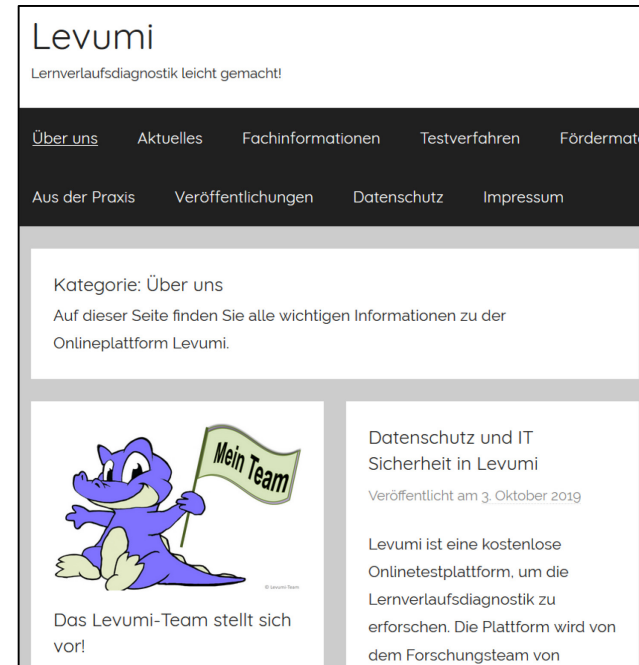 Levumi
Lernverlaufsdiagnostik leicht gemacht!
Über uns Aktuelles Fachinformationen Testverfahren Fördermate
Aus der Praxis Veröffentlichungen Datenschutz Impressum
Kategorie: Über uns
Auf dieser Seite finden Sie alle wichtigen Informationen zu der
Onlineplattform Levumi.
Mein Team
© Levumi Team
Das Levumi-Team stellt sich
vor!
Datenschutz und IT
Sicherheit in Levumi
Veröffentlicht am 3. Oktober 2019
Levumi ist eine kostenlose
Onlinetestplattform, um die
Lernverlaufsdiagnostik zu
erforschen. Die Plattform wird von
dem Forschungsteam von